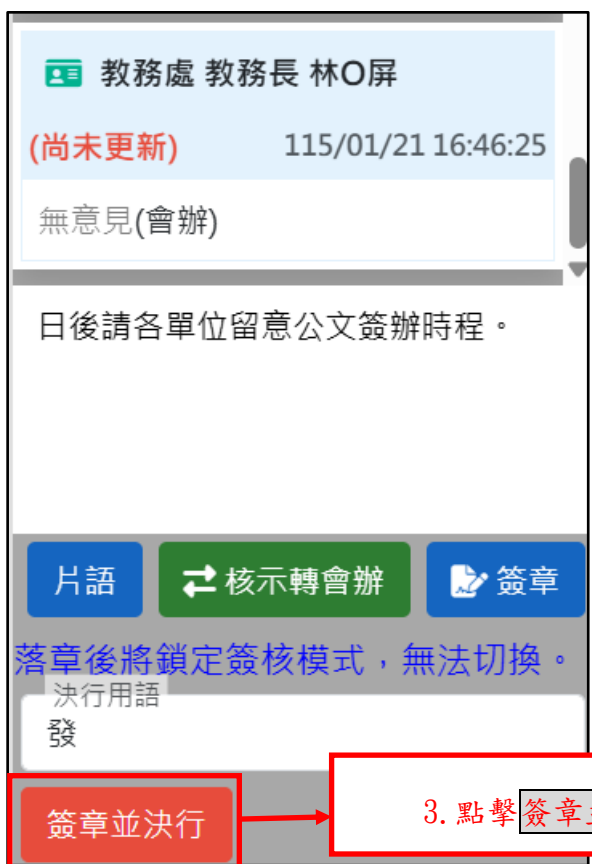 教務處 教務長 林O屏
(尚未更新) 115/01/21 16:46:25
無意見(會辦)
日後請各單位留意公文簽辦時程。
片語 核示轉會辦 簽章
落章後將鎖定簽核模式，無法切換。
決行用語
發
簽章並決行
3.點擊簽章